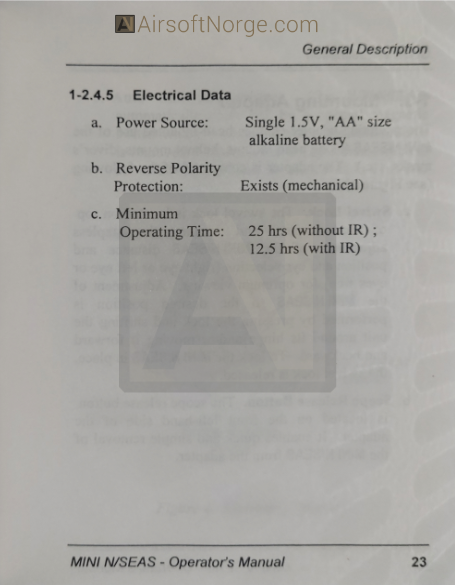 AirsoftNorge.com
General Description
1-2.4.5 Electrical Data
a. Power Source: Single 1.5V, "AA" size
alkaline battery
b. Reverse Polarity
Protection: Exists (mechanical)
c. Minimum
Operating Time: 25 hrs (without IR) ;
12.5 hrs (with IR)
MINI N/SEAS - Operator's Manual 23